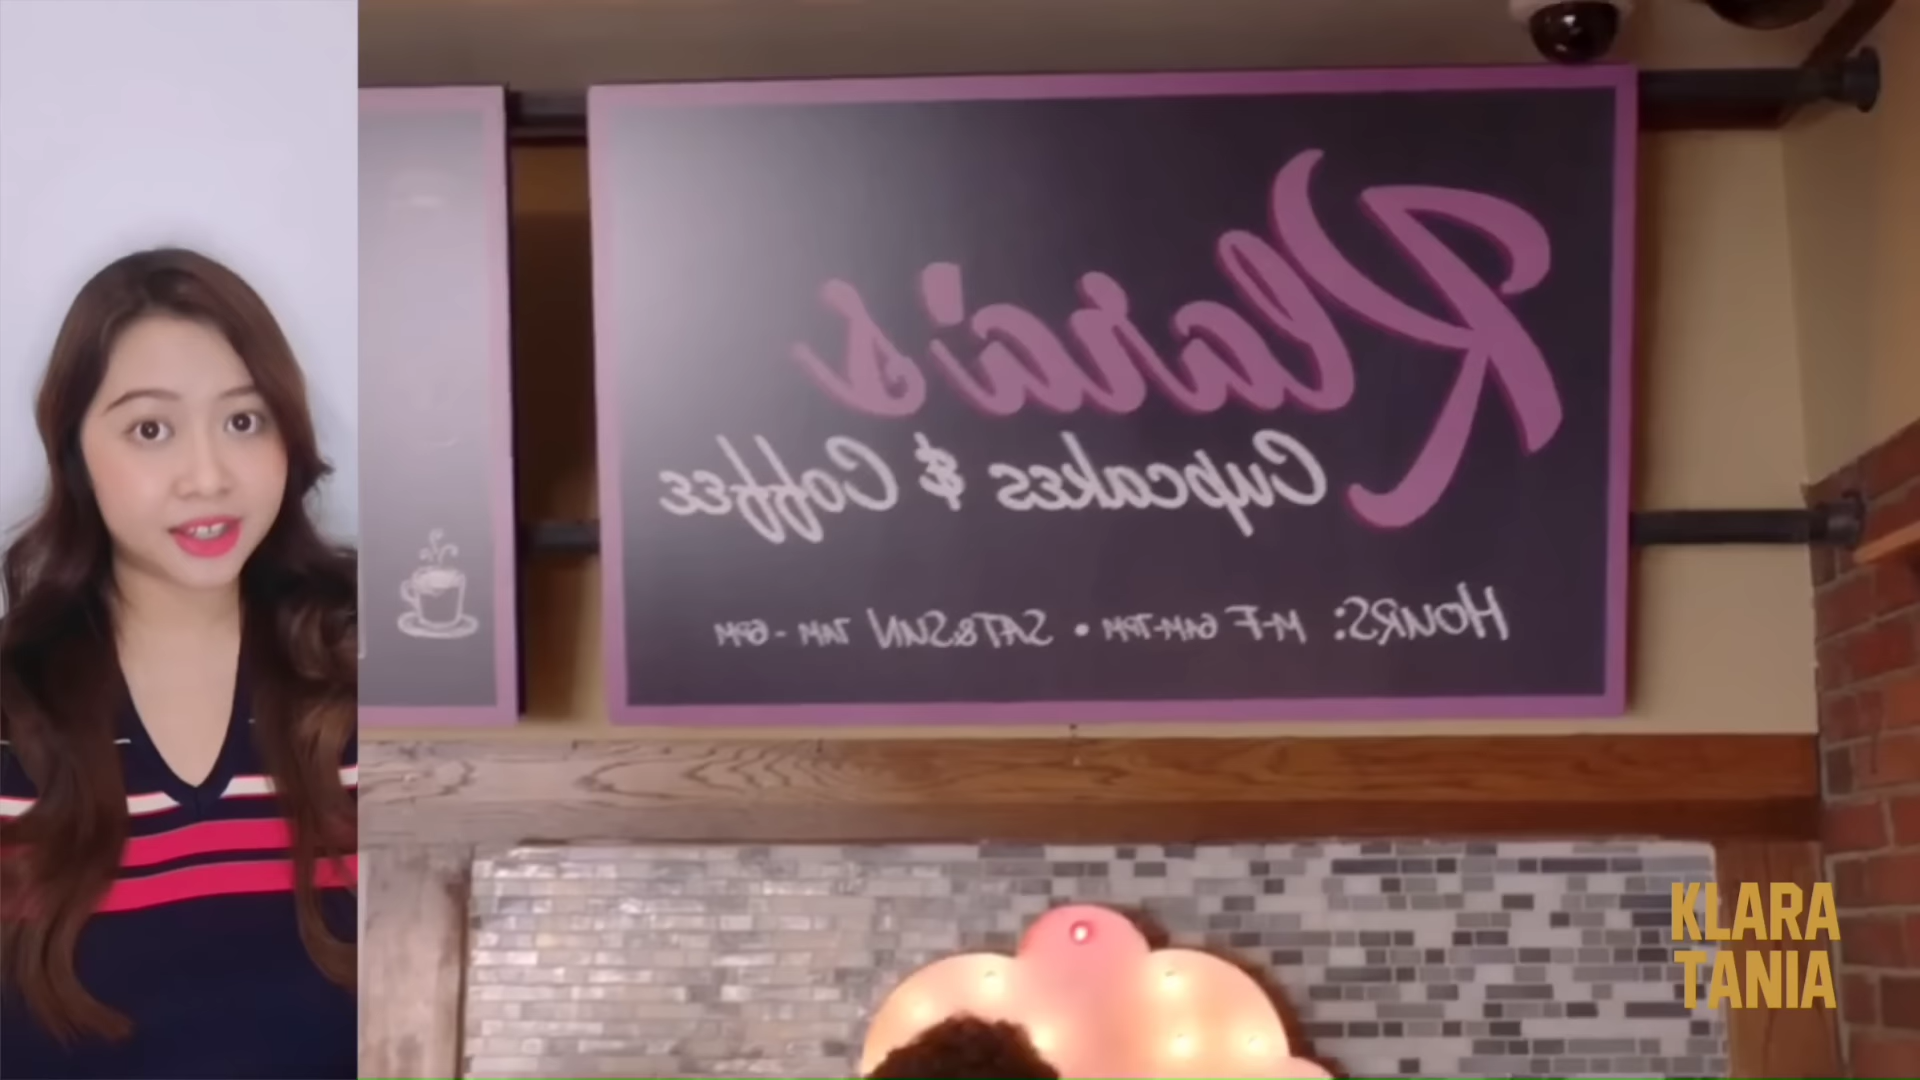 Klara's
Cupcakes & Coffee
HOURS: M-F 6AM-7PM • SAT&SUN 7AM - 6PM
KLARA
TANIA